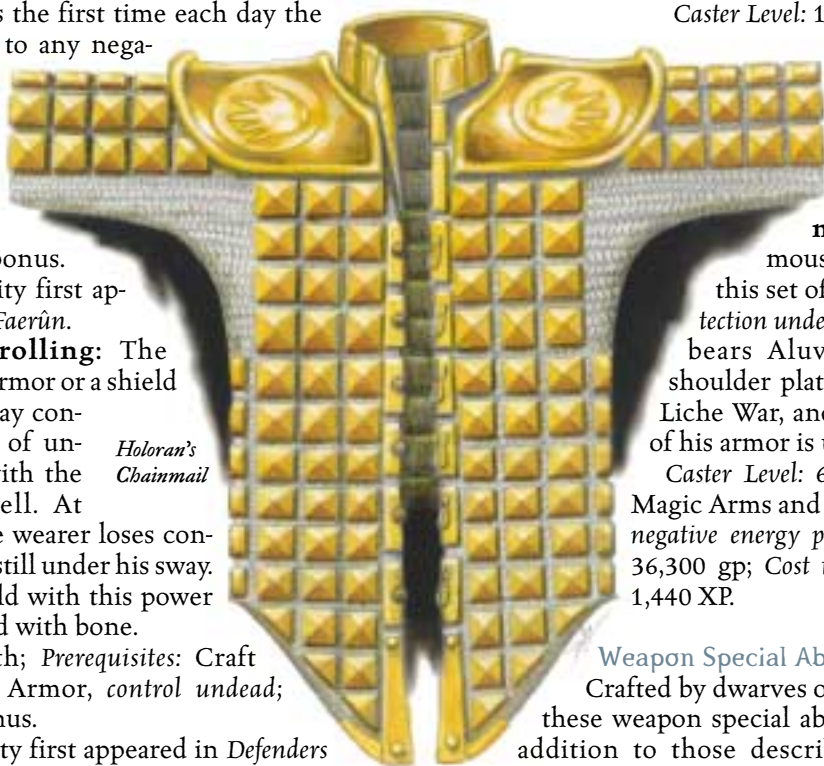 s the first time each day the
to any nega-
onus.
ity first ap-
Faerûn.
rolling: The
rmor or a shield
ay con-
of un-
with the
ell. At
e wearer loses con-
still under his sway.
ld with this power
d with bone.
th; Prerequisites: Craft
Armor, control undead;
nus.
ty first appeared in Defenders
Holoran's
Chainmail
Caster Level: 1
mous
this set of
tection unde
bears Aluv
shoulder plat
Liche War, and
of his armor is u
Caster Level: 6
Magic Arms and
negative energy p
36,300 gp; Cost t
1,440 XP.
Weapon Special Ab
Crafted by dwarves o
these weapon special ab
addition to those descri